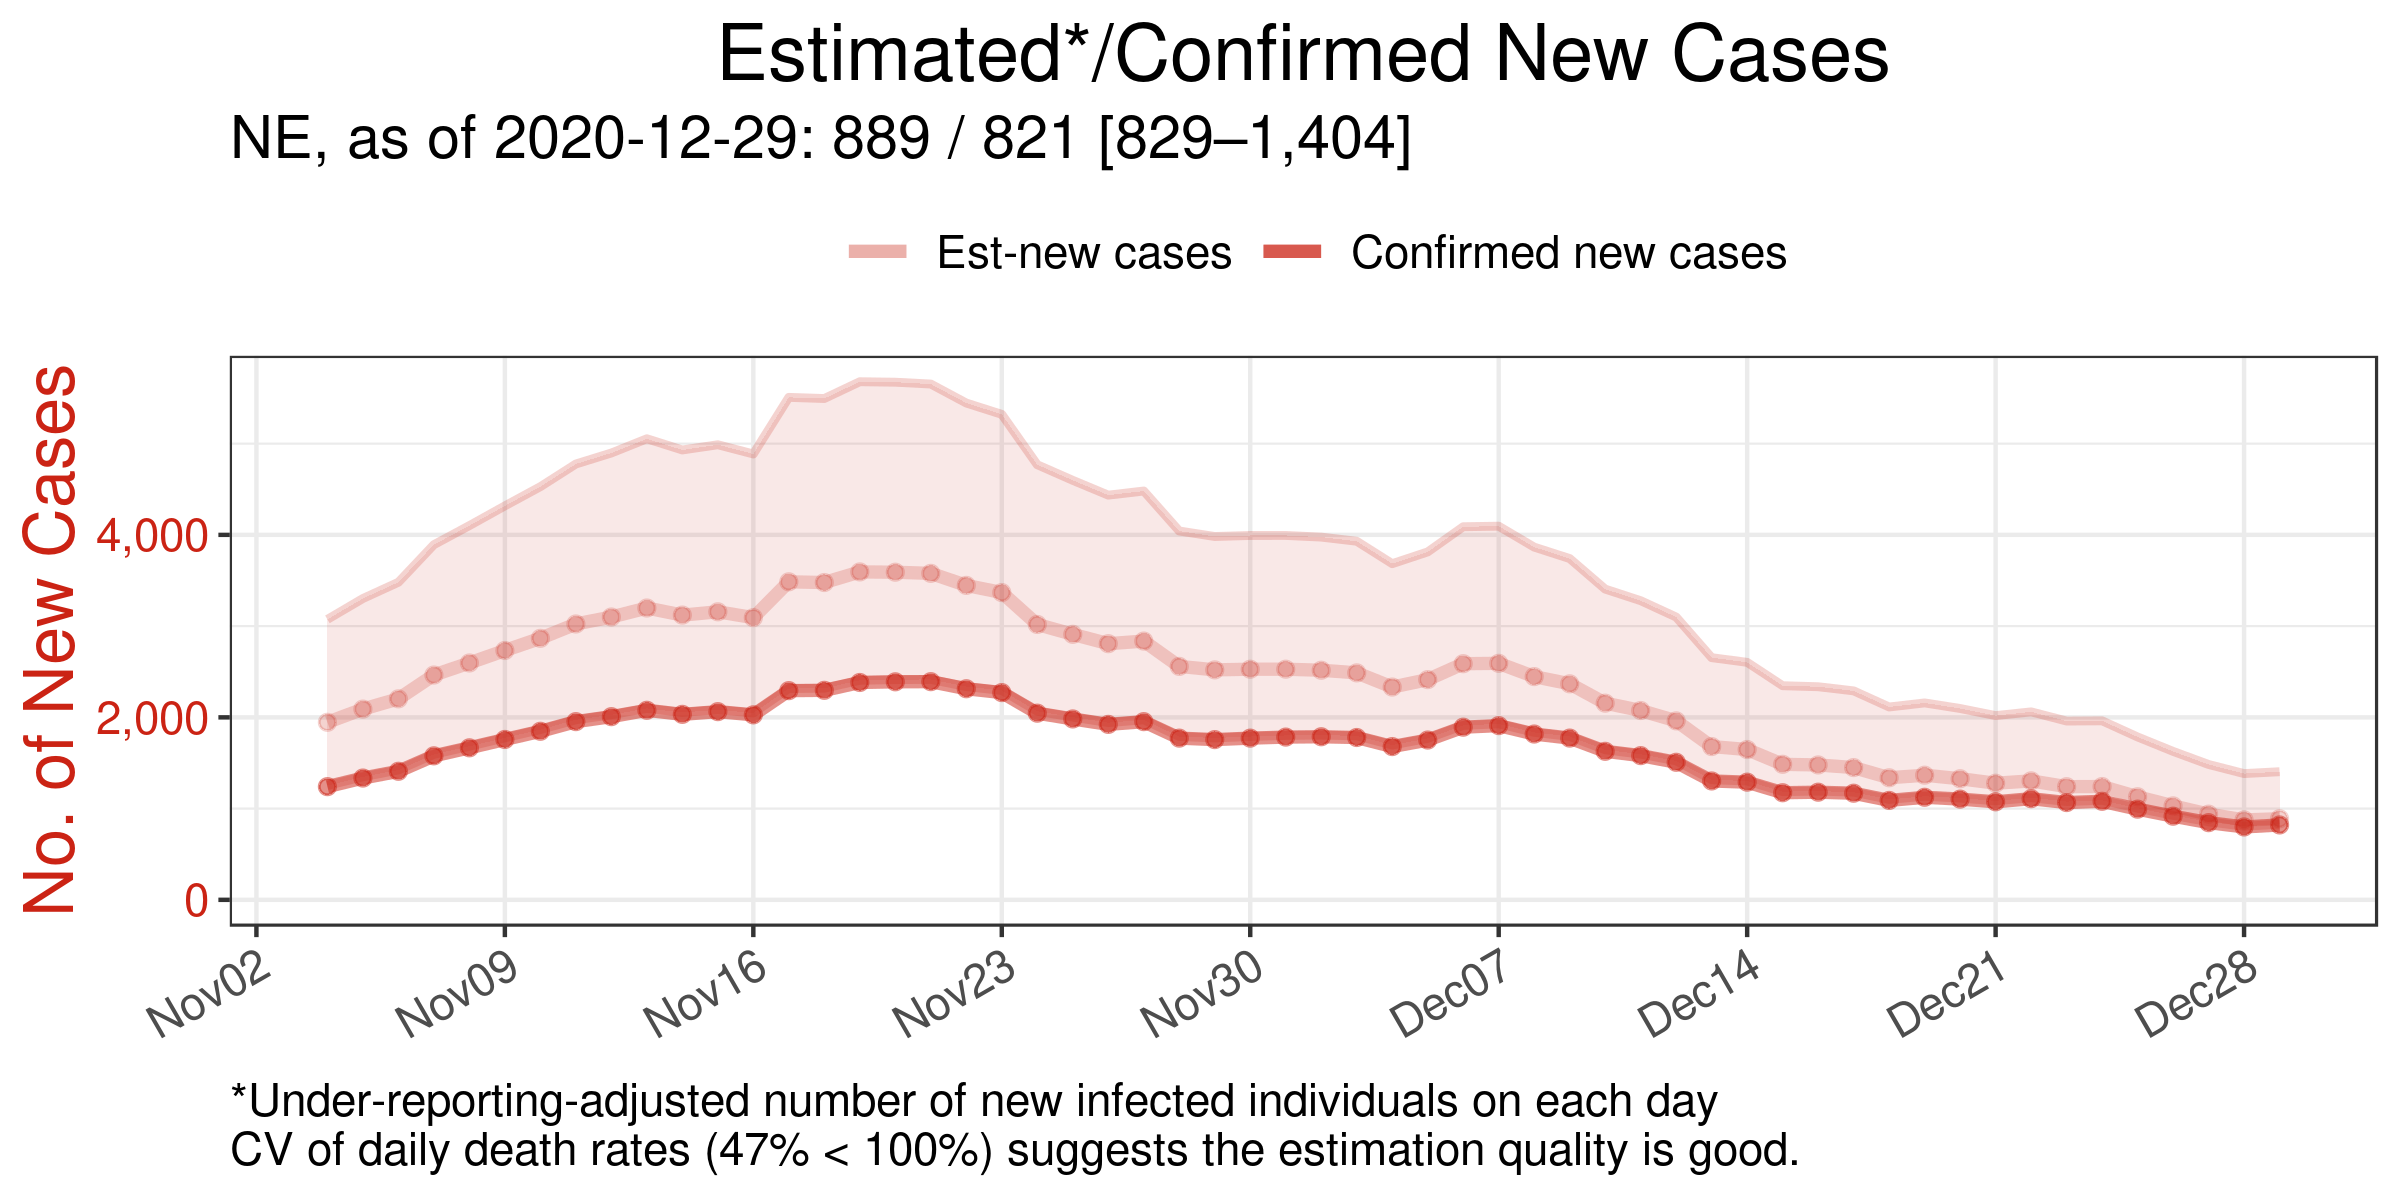 Estimated*/Confirmed New Cases
NE, as of 2020-12-29: 889 / 821 [829–1,404]
Est-new cases
Confirmed new cases
No. of New Cases
4,000
2,000
0
Nov02
Nov09
Nov16
Nov23
Nov30
Dec07
Dec14
Dec21
Dec28
*Under-reporting-adjusted number of new infected individuals on each day
CV of daily death rates (47% < 100%) suggests the estimation quality is good.